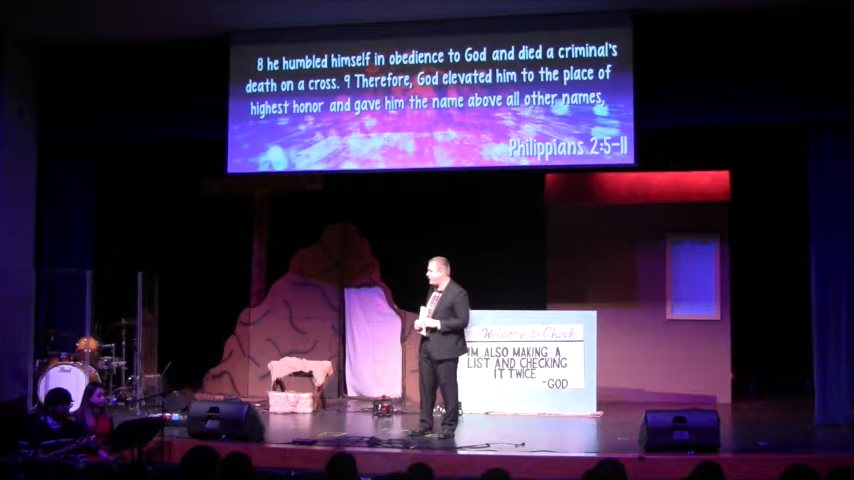 8 he humbled himself in obedience to God and died a criminal's
death on a cross. 9 Therefore, God elevated him to the place of
highest honor and gave him the name above all other names,
Philippians 2:5-11
Welcome to Church
IM ALSO MAKING A
LIST AND CHECKING
IT TWICE
-GOD
Pearl